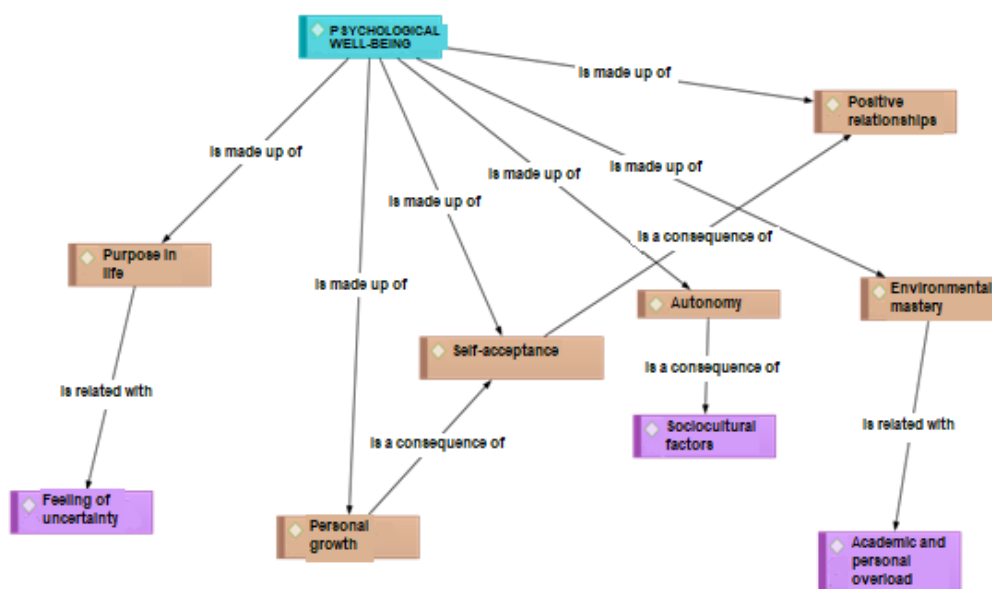 PSYCHOLOGICAL
WELL-BEING
Is made up of
Positive
relationships
Is made up of
Is made up of
Is made up of
Is made up of
Is a consequence of
Purpose in
life
Is made up of
Environmental
mastery
Autonomy
Self-acceptance
Is a consequence of
Is related with
Sociocultural
factors
Is related with
Is a consequence of
Feeling of
uncertainty
Personal
growth
Academic and
personal
overload